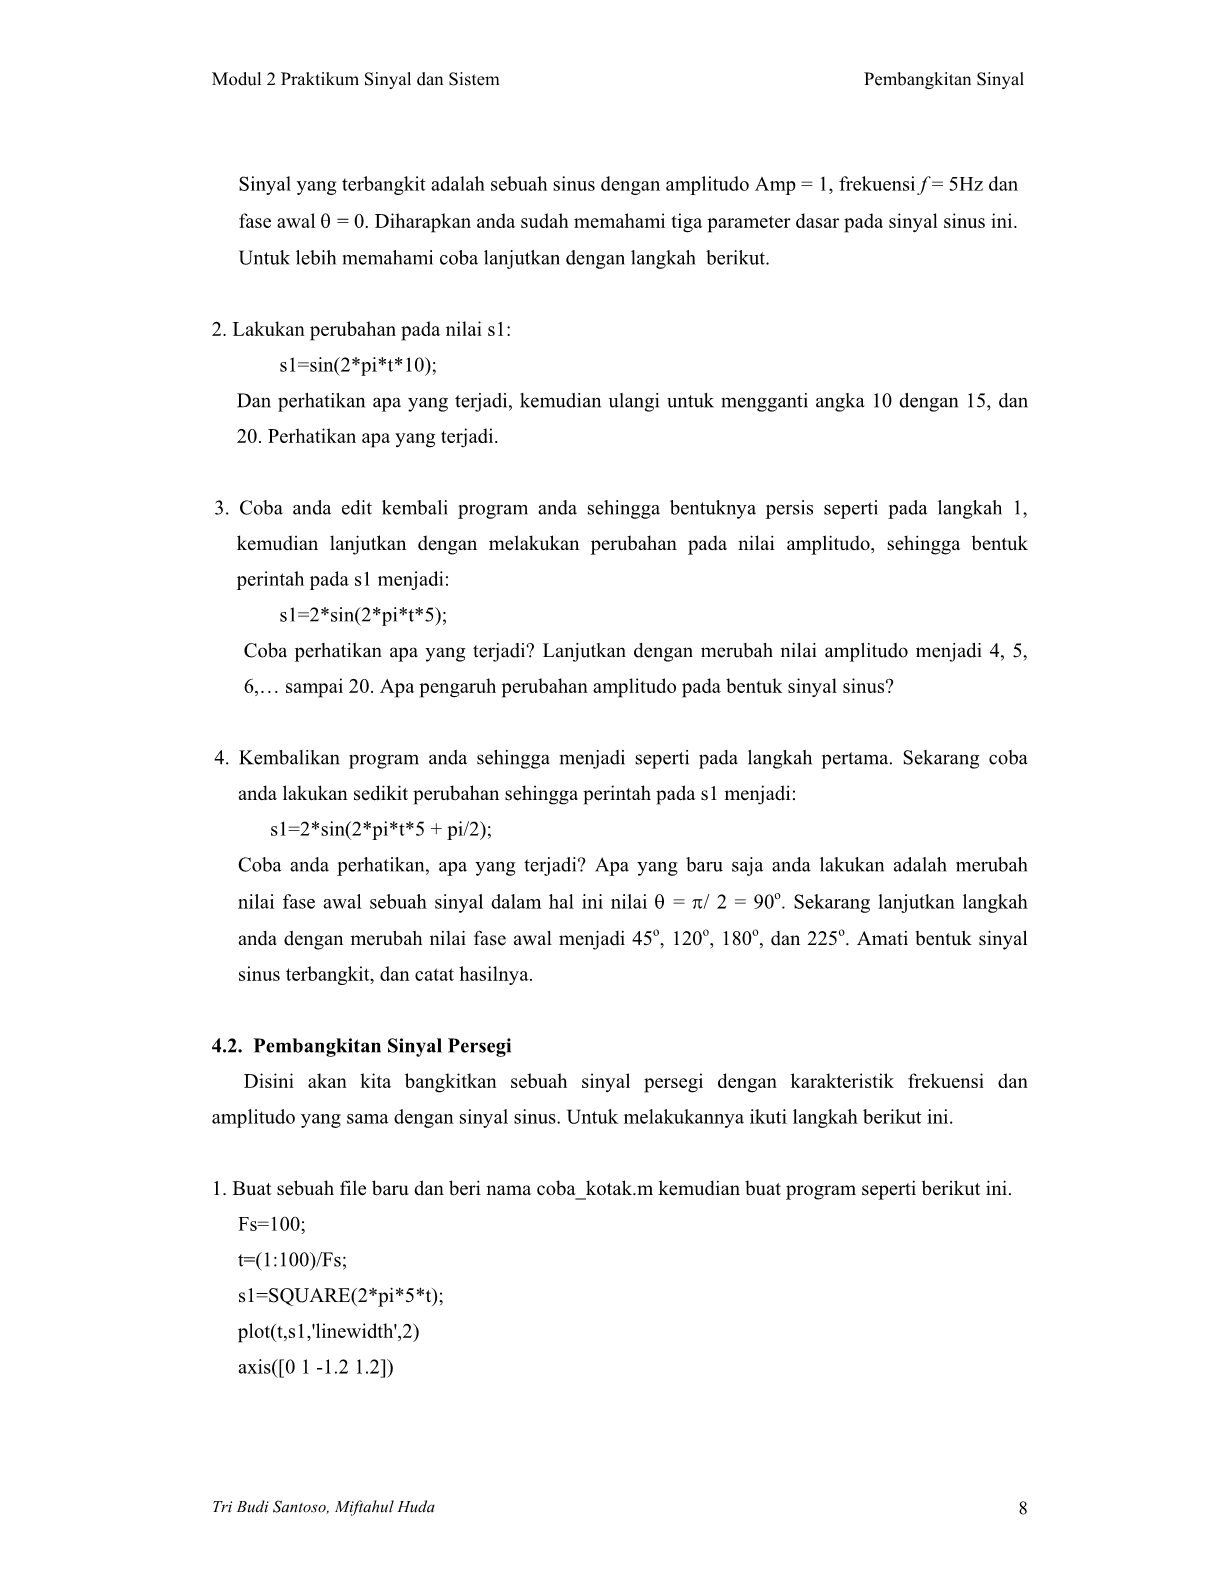 Modul 2 Praktikum Sinyal dan Sistem Pembangkitan Sinyal
Sinyal yang terbangkit adalah sebuah sinus dengan amplitudo Amp = 1, frekuensi f = 5Hz dan
fase awal θ = 0. Diharapkan anda sudah memahami tiga parameter dasar pada sinyal sinus ini.
Untuk lebih memahami coba lanjutkan dengan langkah berikut.
2. Lakukan perubahan pada nilai s1:
s1=sin(2*pi*t*10);
Dan perhatikan apa yang terjadi, kemudian ulangi untuk mengganti angka 10 dengan 15, dan
20. Perhatikan apa yang terjadi.
3. Coba anda edit kembali program anda sehingga bentuknya persis seperti pada langkah 1,
kemudian lanjutkan dengan melakukan perubahan pada nilai amplitudo, sehingga bentuk
perintah pada s1 menjadi:
s1=2*sin(2*pi*t*5);
Coba perhatikan apa yang terjadi? Lanjutkan dengan merubah nilai amplitudo menjadi 4, 5,
6,… sampai 20. Apa pengaruh perubahan amplitudo pada bentuk sinyal sinus?
4. Kembalikan program anda sehingga menjadi seperti pada langkah pertama. Sekarang coba
anda lakukan sedikit perubahan sehingga perintah pada s1 menjadi:
s1=2*sin(2*pi*t*5 + pi/2);
Coba anda perhatikan, apa yang terjadi? Apa yang baru saja anda lakukan adalah merubah
nilai fase awal sebuah sinyal dalam hal ini nilai θ = π/ 2 = 90º. Sekarang lanjutkan langkah
anda dengan merubah nilai fase awal menjadi 45º, 120º, 180º, dan 225º. Amati bentuk sinyal
sinus terbangkit, dan catat hasilnya.
4.2. Pembangkitan Sinyal Persegi
Disini akan kita bangkitkan sebuah sinyal persegi dengan karakteristik frekuensi dan
amplitudo yang sama dengan sinyal sinus. Untuk melakukannya ikuti langkah berikut ini.
1. Buat sebuah file baru dan beri nama coba_kotak.m kemudian buat program seperti berikut ini.
Fs=100;
t=(1:100)/Fs;
s1=SQUARE(2*pi*5*t);
plot(t,s1,'linewidth',2)
axis([0 1 -1.2 1.2])
Tri Budi Santoso, Miftahul Huda 8